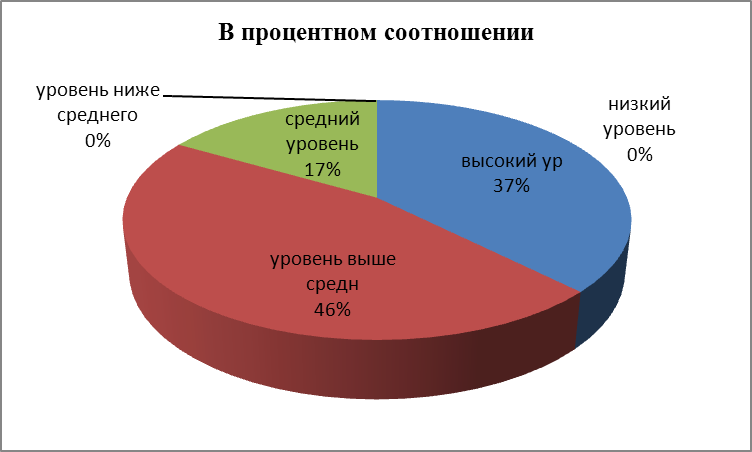 В процентном соотношении
уровень ниже
среднего
0%
средний
уровень
17%
низкий
уровень
0%
высокий ур
37%
уровень выше
средн
46%